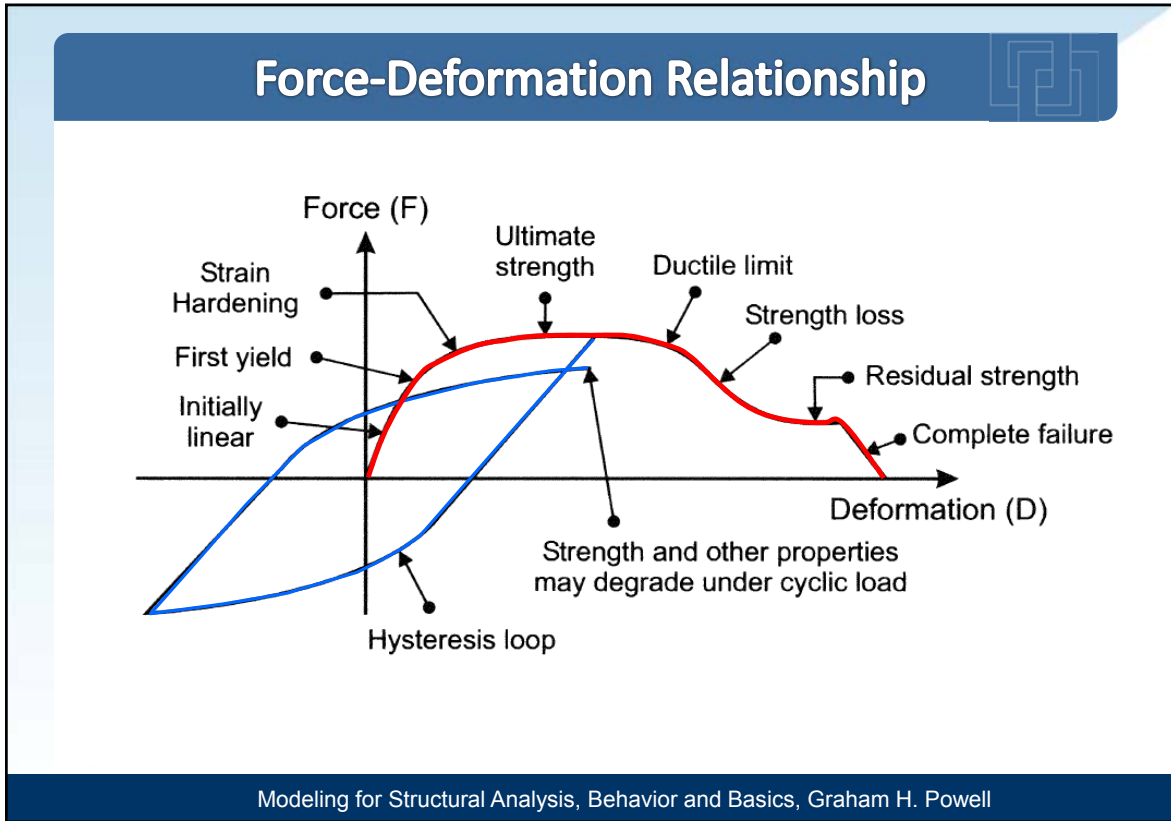 Force-Deformation Relationship
Force (F)
Ultimate
strength
Ductile limit
Strain
Hardening
Strength loss
First yield
Residual strength
Initially
linear
Complete failure
Deformation (D)
Strength and other properties
may degrade under cyclic load
Hysteresis loop
Modeling for Structural Analysis, Behavior and Basics, Graham H. Powell